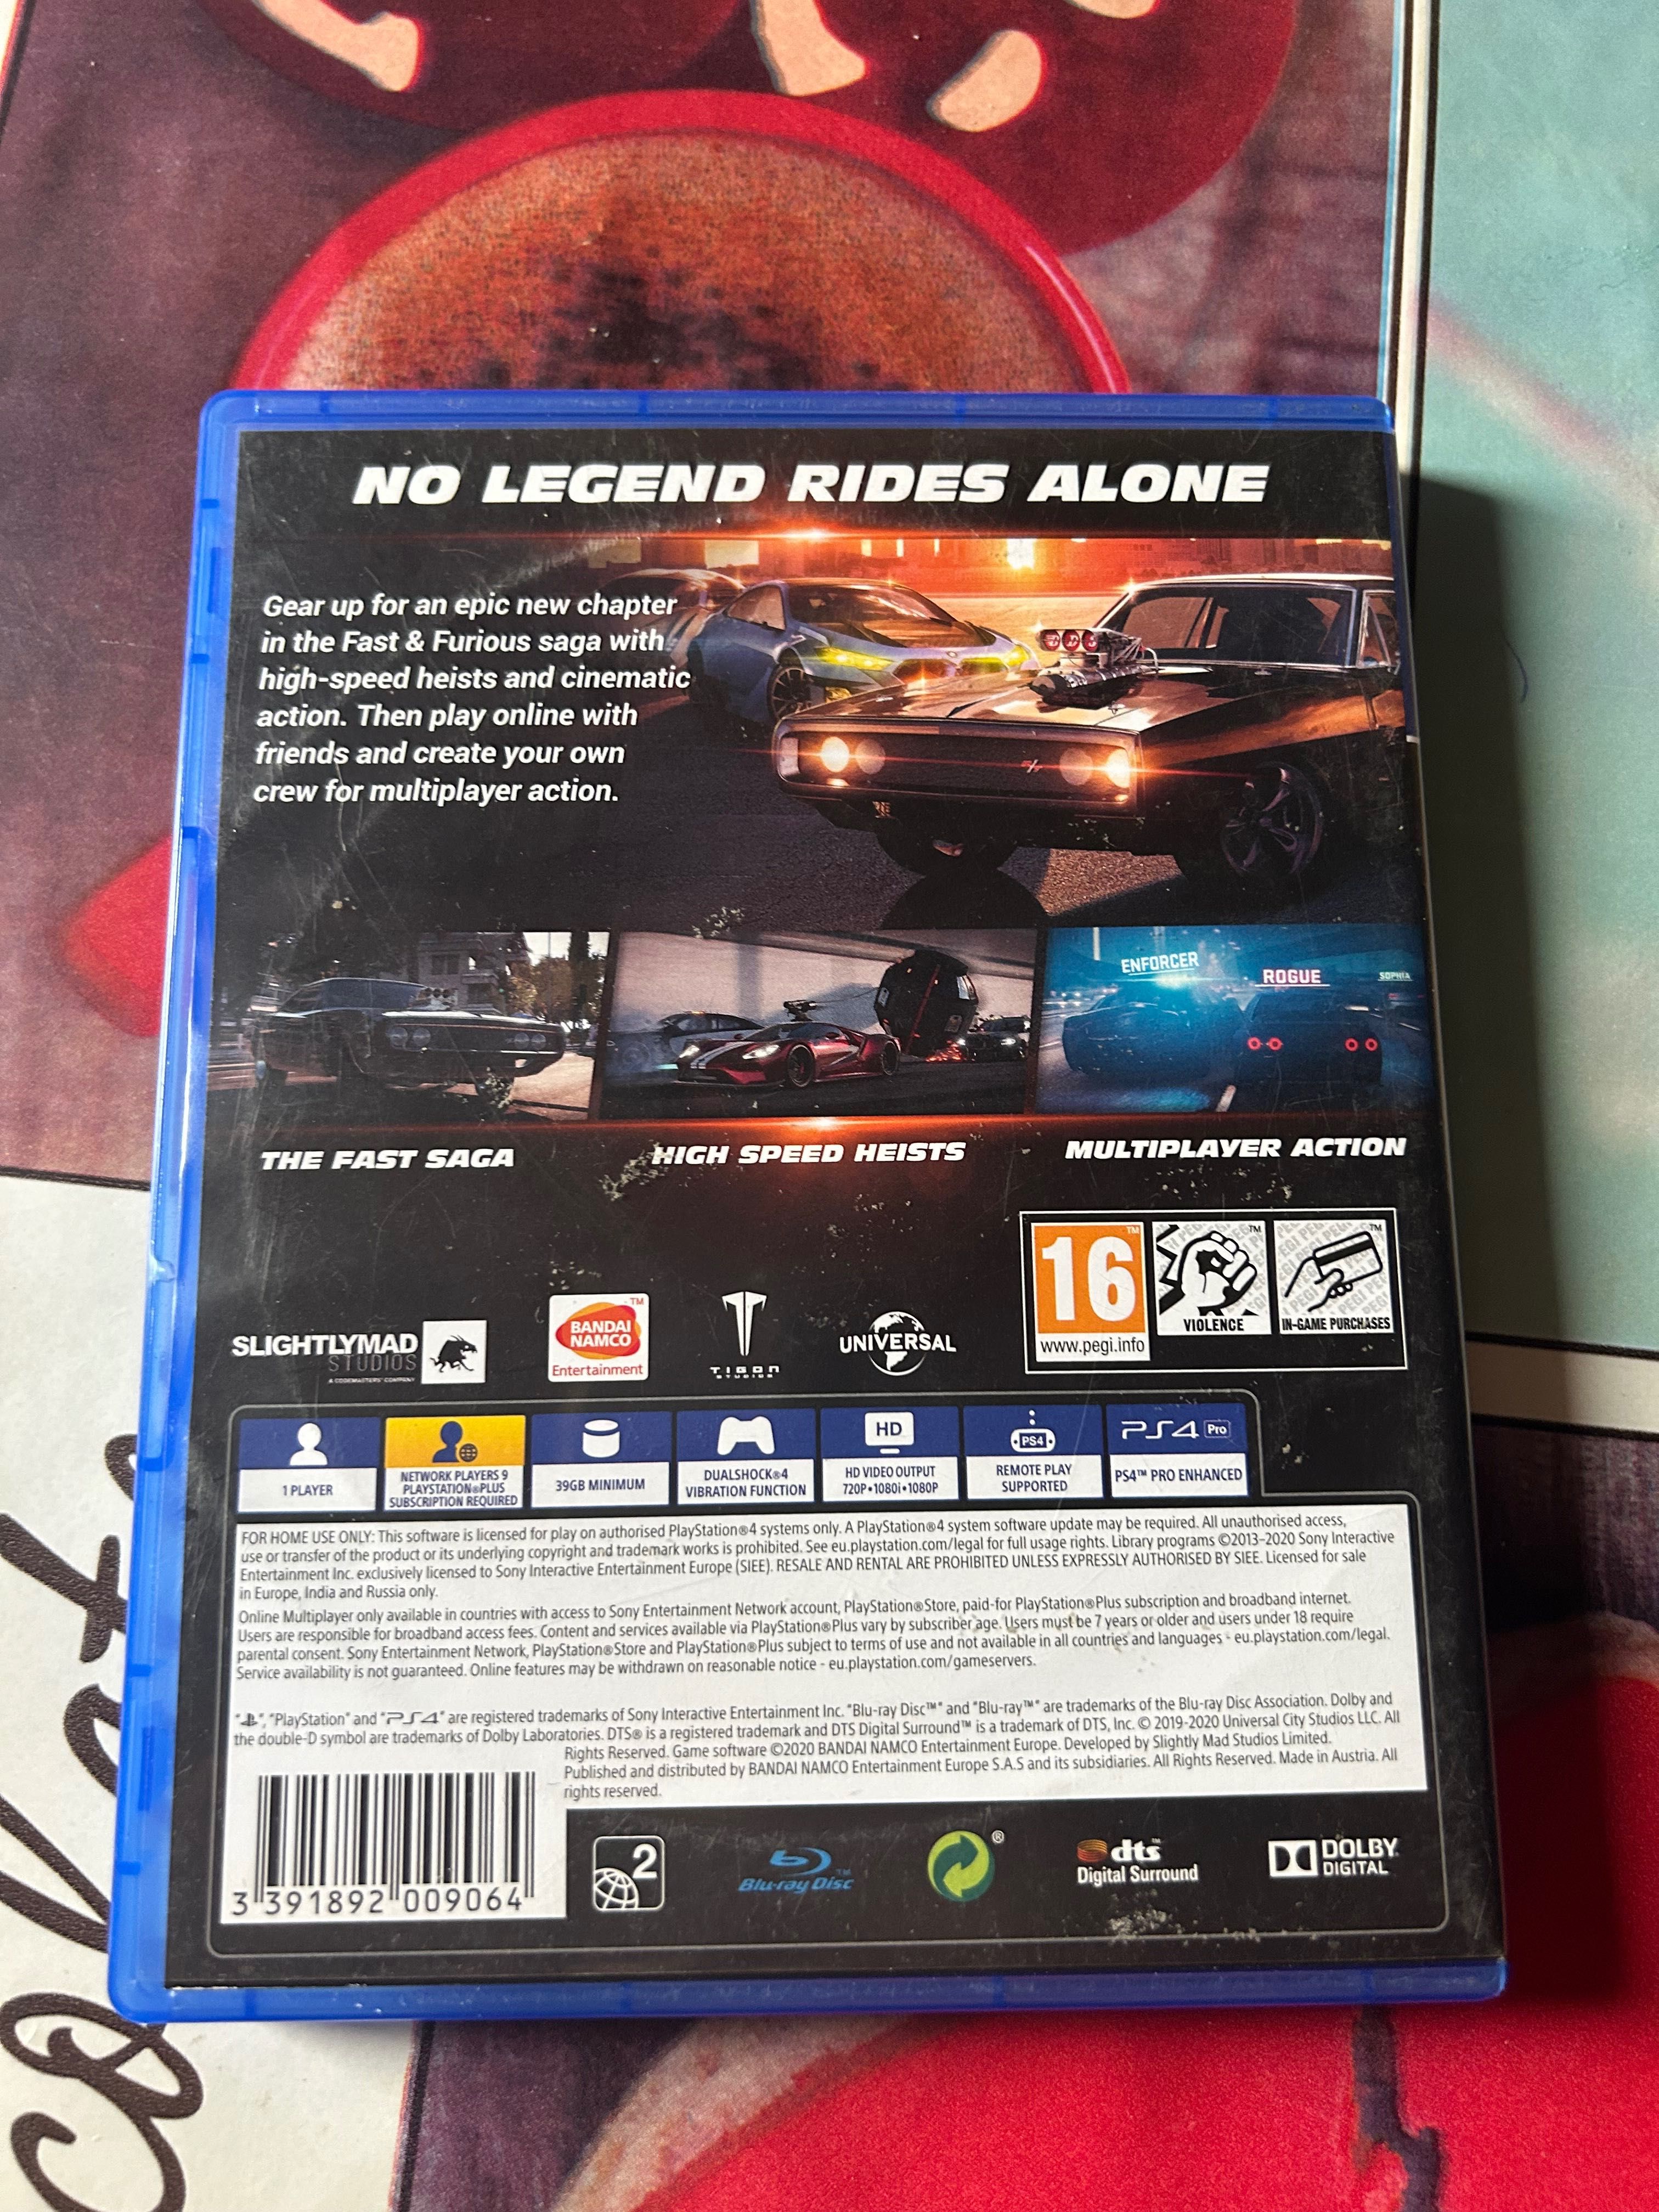 NO LEGEND RIDES ALONE
Gear up for an epic new chapter
in the Fast & Furious saga with
high-speed heists and cinematic
action. Then play online with
friends and create your own
crew for multiplayer action.
ENFORCER
ROGUE
SOPHIA
THE FAST SAGA
HIGH SPEED HEISTS
MULTIPLAYER ACTION
16
www.pegi.info
VIOLENCE
IN-GAME PURCHASES
SLIGHTLYMAD
STUDIOS
A CODEMASTERS® COMPANY
BANDAI
NAMCO
Entertainment
TIGON
STUDIOS
UNIVERSAL
1 PLAYER
NETWORK PLAYERS 9
PLAYSTATION®PLUS
SUBSCRIPTION REQUIRED
39GB MINIMUM
DUALSHOCK®4
VIBRATION FUNCTION
HD
HD VIDEO OUTPUT
720P•1080i•1080P
PS4
REMOTE PLAY
SUPPORTED
PS4 Pro
PS4™ PRO ENHANCED
FOR HOME USE ONLY: This software is licensed for play on authorised PlayStation®4 systems only. A PlayStation®4 system software update may be required. All unauthorised access,
use or transfer of the product or its underlying copyright and trademark works is prohibited. See eu.playstation.com/legal for full usage rights. Library programs ©2013–2020 Sony Interactive
Entertainment Inc. exclusively licensed to Sony Interactive Entertainment Europe (SIEE). RESALE AND RENTAL ARE PROHIBITED UNLESS EXPRESSLY AUTHORISED BY SIEE. Licensed for sale
in Europe, India and Russia only.
Online Multiplayer only available in countries with access to Sony Entertainment Network account, PlayStation®Store, paid-for PlayStation®Plus subscription and broadband internet.
Users are responsible for broadband access fees. Content and services available via PlayStation®Plus vary by subscriber age. Users must be 7 years or older and users under 18 require
parental consent. Sony Entertainment Network, PlayStation®Store and PlayStation®Plus subject to terms of use and not available in all countries and languages - eu.playstation.com/legal.
Service availability is not guaranteed. Online features may be withdrawn on reasonable notice - eu.playstation.com/gameservers.
"PlayStation" and "PS4" are registered trademarks of Sony Interactive Entertainment Inc. "Blu-ray Disc™" and "Blu-ray™" are trademarks of the Blu-ray Disc Association. Dolby and
the double-D symbol are trademarks of Dolby Laboratories. DTS® is a registered trademark and DTS Digital Surround™ is a trademark of DTS, Inc. © 2019-2020 Universal City Studios LLC. All
Rights Reserved. Game software ©2020 BANDAI NAMCO Entertainment Europe. Developed by Slightly Mad Studios Limited.
Published and distributed by BANDAI NAMCO Entertainment Europe S.A.S and its subsidiaries. All Rights Reserved. Made in Austria. All
rights reserved.
3 391892 009064
2
Blu-ray Disc™
dts
Digital Surround
DOLBY
DIGITAL